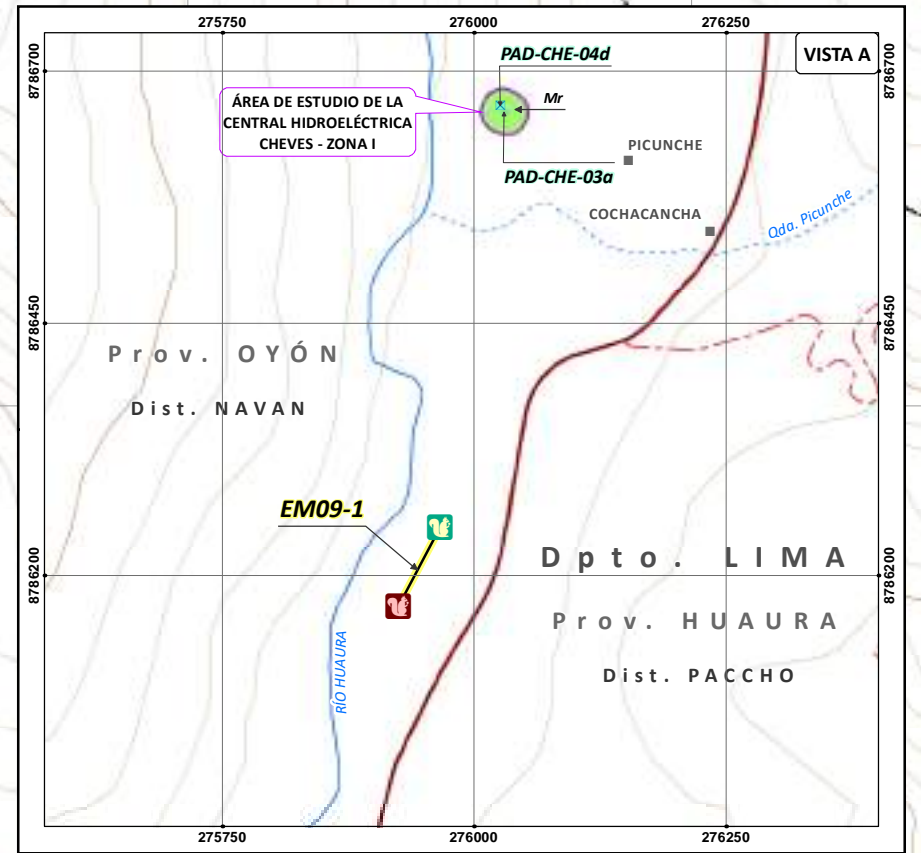 275750
276000
276250
VISTA A
8786700
PAD-CHE-04d
ÁREA DE ESTUDIO DE LA
CENTRAL HIDROELÉCTRICA
CHEVES - ZONA I
Mr
PICUNCHE
PAD-CHE-03a
COCHACANCHA
Qda. Picunche
8786450
8786450
Prov. OYÓN
Dist. NAVAN
EM09-1
Dpto. LIMA
8786200
8786200
Prov. HUAURA
RÍO HUAURA
Dist. PACCHO
275750
276000
276250
8786700